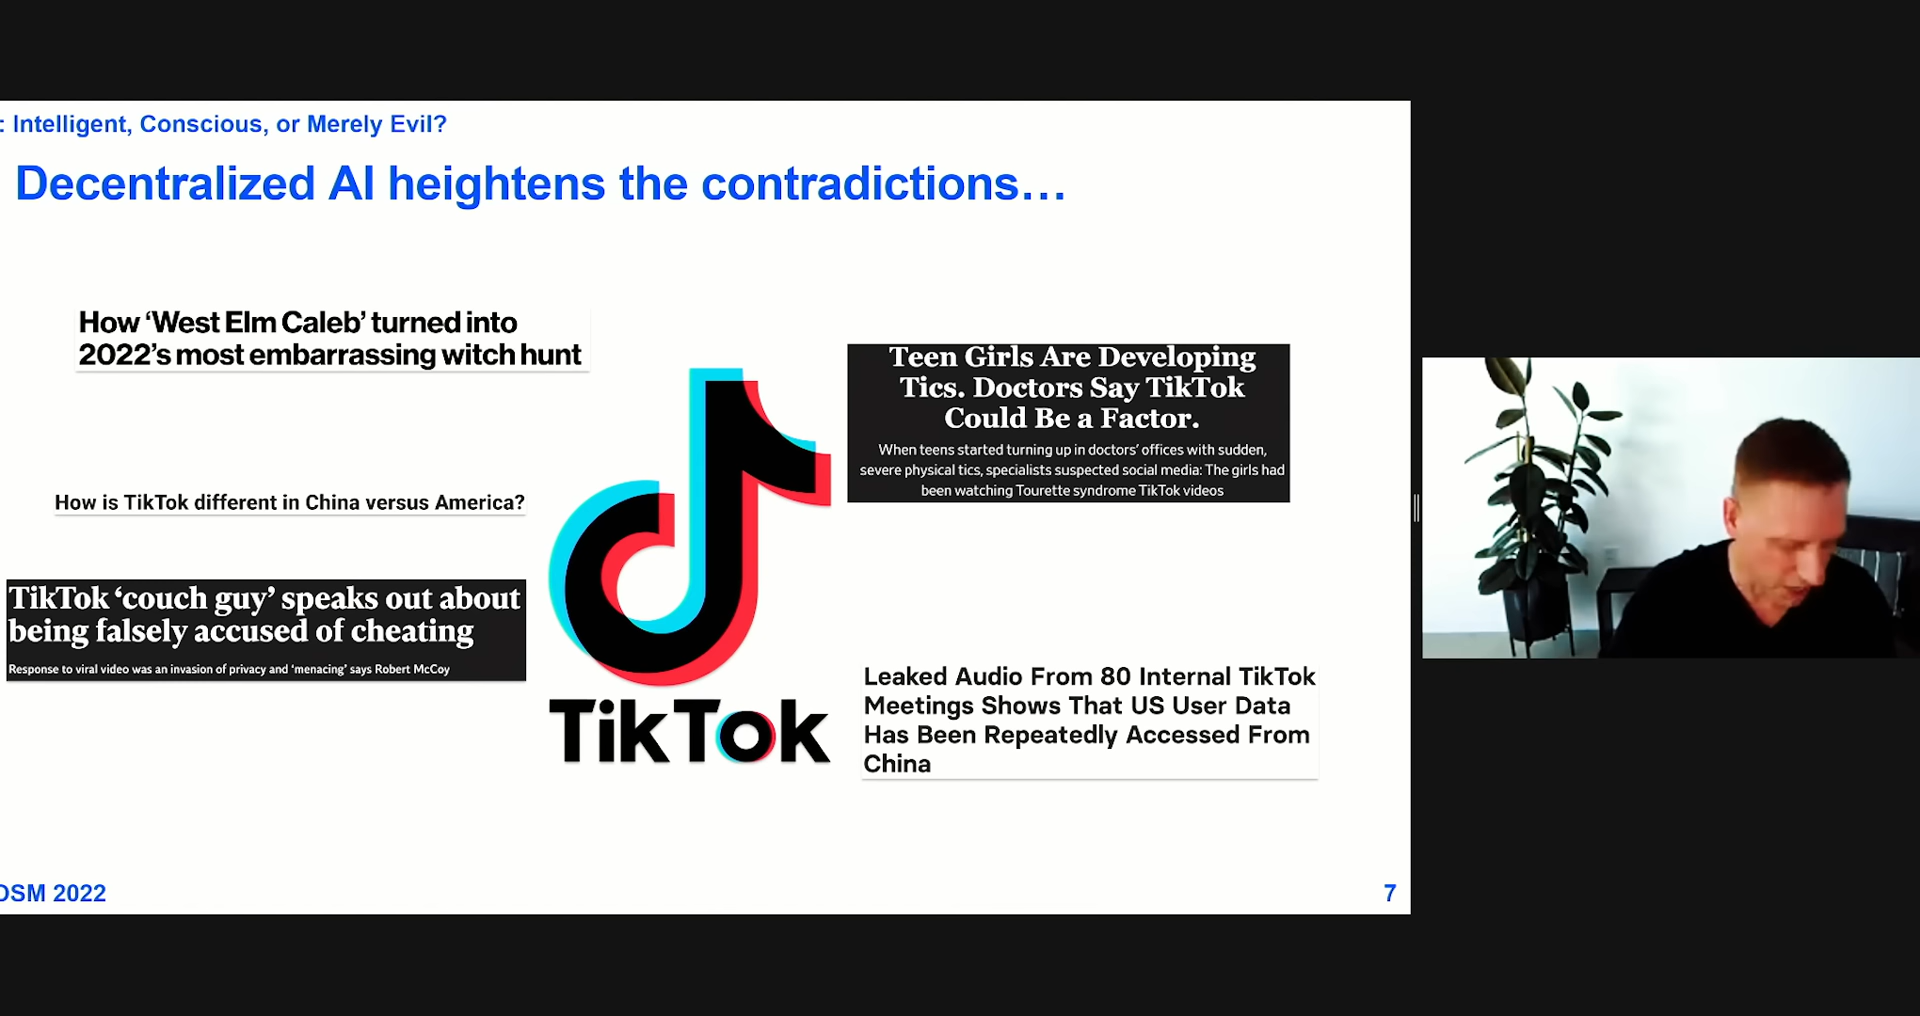 : Intelligent, Conscious, or Merely Evil?
Decentralized AI heightens the contradictions…
How ‘West Elm Caleb’ turned into
2022’s most embarrassing witch hunt
Teen Girls Are Developing
Tics. Doctors Say TikTok
Could Be a Factor.
When teens started turning up in doctors’ offices with sudden,
severe physical tics, specialists suspected social media: The girls had
been watching Tourette syndrome TikTok videos
How is TikTok different in China versus America?
TikTok ‘couch guy’ speaks out about
being falsely accused of cheating
Response to viral video was an invasion of privacy and ‘menacing’ says Robert McCoy
TikTok
Leaked Audio From 80 Internal TikTok
Meetings Shows That US User Data
Has Been Repeatedly Accessed From
China
OSM 2022
7